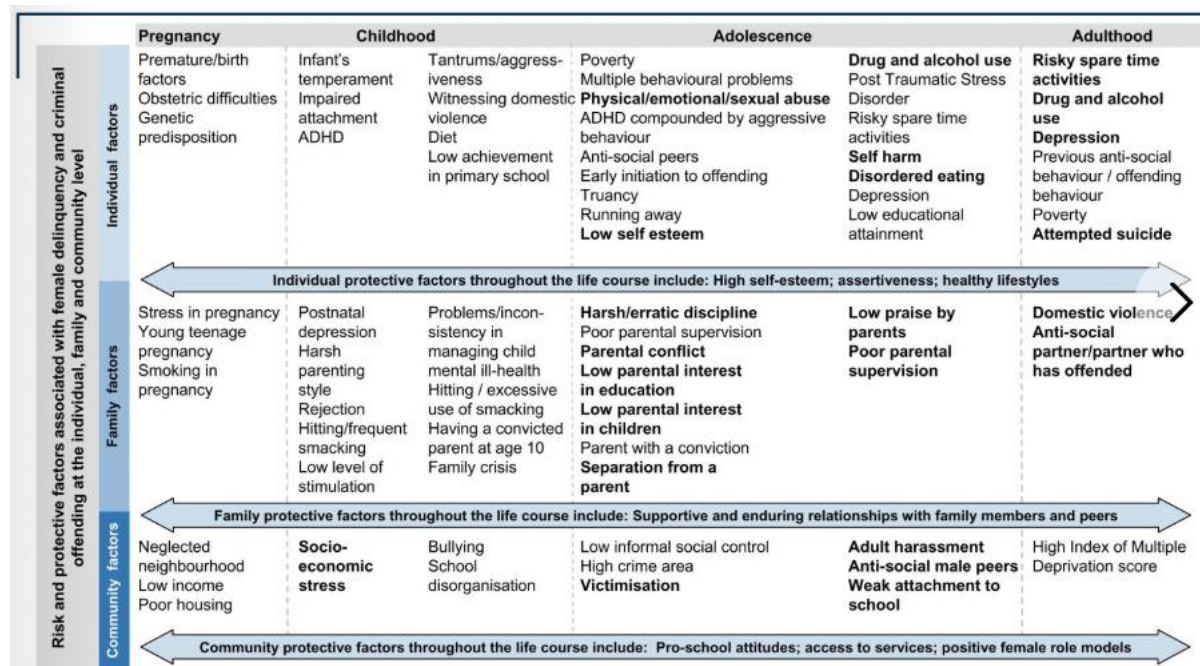 Risk and protective factors associated with female delinquency and criminal
offending at the individual, family and community level
Pregnancy
Childhood
Adolescence
Adulthood
Individual factors
Premature/birth
factors
Obstetric difficulties
Genetic
predisposition
Infant's
temperament
Impaired
attachment
ADHD
Tantrums/aggress-
iveness
Witnessing domestic
violence
Diet
Low achievement
in primary school
Poverty
Multiple behavioural problems
Physical/emotional/sexual abuse
ADHD compounded by aggressive
behaviour
Anti-social peers
Early initiation to offending
Truancy
Running away
Low self esteem
Drug and alcohol use
Post Traumatic Stress
Disorder
Risky spare time
activities
Self harm
Disordered eating
Depression
Low educational
attainment
Risky spare time
activities
Drug and alcohol
use
Depression
Previous anti-social
behaviour / offending
behaviour
Poverty
Attempted suicide
Individual protective factors throughout the life course include: High self-esteem; assertiveness; healthy lifestyles
Family factors
Stress in pregnancy
Young teenage
pregnancy
Smoking in
pregnancy
Postnatal
depression
Harsh
parenting
style
Rejection
Hitting/frequent
smacking
Low level of
stimulation
Problems/incon-
sistency in
managing child
mental ill-health
Hitting / excessive
use of smacking
Having a convicted
parent at age 10
Family crisis
Harsh/erratic discipline
Poor parental supervision
Parental conflict
Low parental interest
in education
Low parental interest
in children
Parent with a conviction
Separation from a
parent
Low praise by
parents
Poor parental
supervision
Domestic violence
Anti-social
partner/partner who
has offended
Family protective factors throughout the life course include: Supportive and enduring relationships with family members and peers
Community factors
Neglected
neighbourhood
Low income
Poor housing
Socio-
economic
stress
Bullying
School
disorganisation
Low informal social control
High crime area
Victimisation
Adult harassment
Anti-social male peers
Weak attachment to
school
High Index of Multiple
Deprivation score
Community protective factors throughout the life course include: Pro-school attitudes; access to services; positive female role models